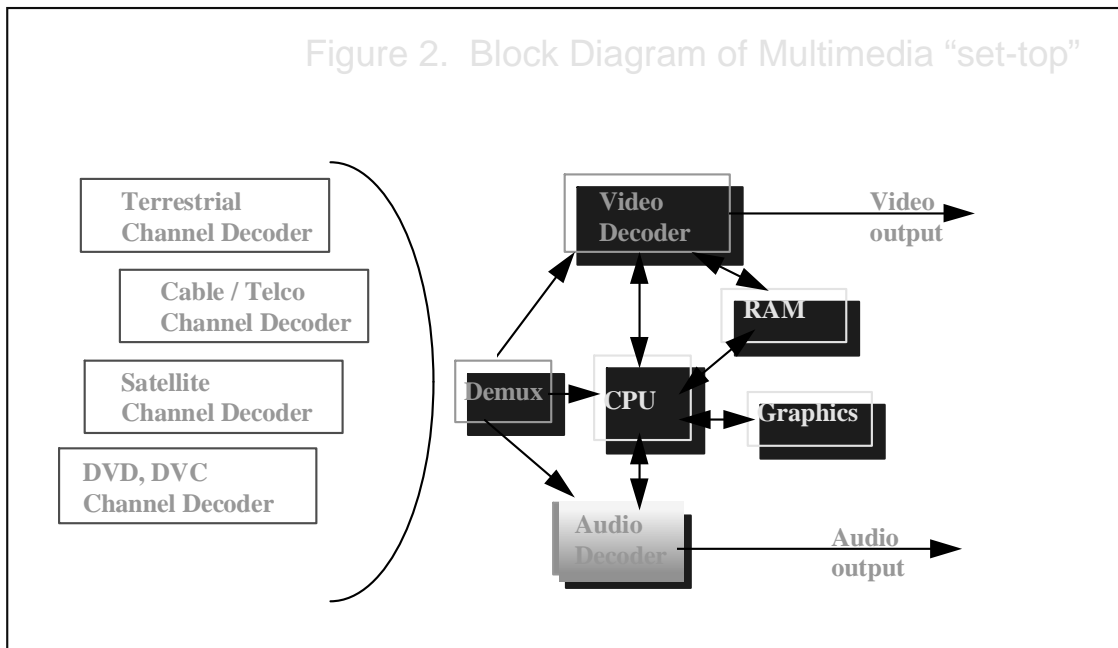 Figure 2. Block Diagram of Multimedia “set-top”
Terrestrial
Channel Decoder
Cable / Telco
Channel Decoder
Satellite
Channel Decoder
DVD, DVC
Channel Decoder
Demux
Video
Decoder
CPU
RAM
Graphics
Audio
Decoder
Video
output
Audio
output